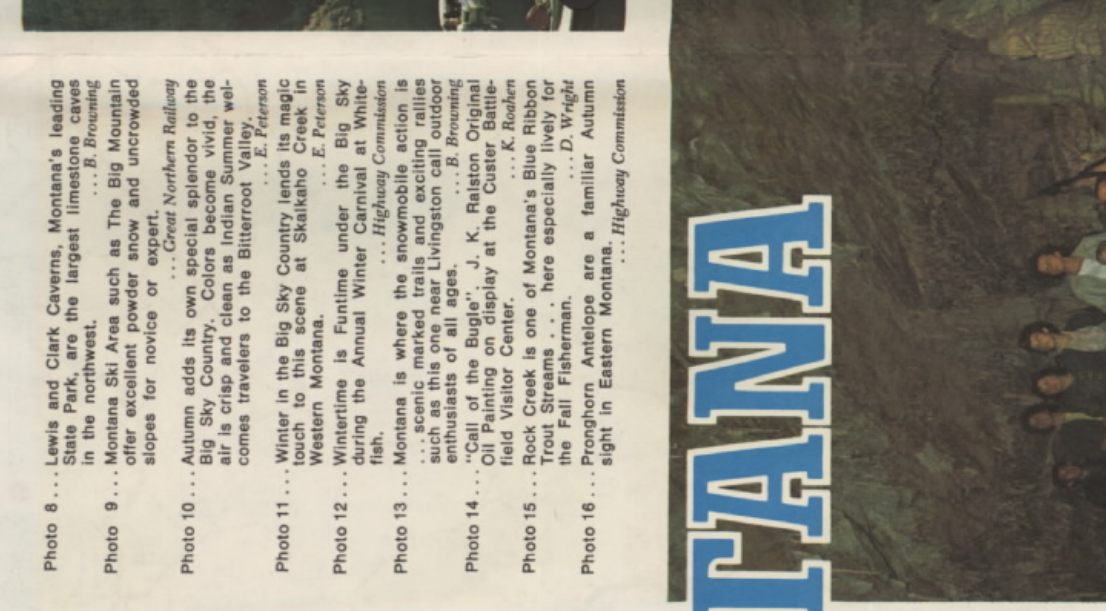 Photo 8 ... Lewis and Clark Caverns, Montana's leading
State Park, are the largest limestone caves
in the northwest. ... B. Browning
Photo 9 ... Montana Ski Area such as The Big Mountain
offer excellent powder snow and uncrowded
slopes for novice or expert.
... Great Northern Railway
Photo 10 ... Autumn adds its own special splendor to the
Big Sky Country. Colors become vivid, the
air is crisp and clean as Indian Summer wel-
comes travelers to the Bitterroot Valley.
... E. Peterson
Photo 11 ... Winter in the Big Sky Country lends its magic
touch to this scene at Skalkaho Creek in
Western Montana. ... E. Peterson
Photo 12 ... Wintertime is Funtime under the Big Sky
during the Annual Winter Carnival at White-
fish. ... Highway Commission
Photo 13 ... Montana is where the snowmobile action is
... scenic marked trails and exciting rallies
such as this one near Livingston call outdoor
enthusiasts of all ages. ... B. Browning
Photo 14 ... "Call of the Bugle". J. K. Ralston Original
Oil Painting on display at the Custer Battle-
field Visitor Center. ... K. Roahen
Photo 15 ... Rock Creek is one of Montana's Blue Ribbon
Trout Streams . . . . here especially lively for
the Fall Fisherman. ... D. Wright
Photo 16 ... Pronghorn Antelope are a familiar Autumn
sight in Eastern Montana.
... Highway Commission
TANA